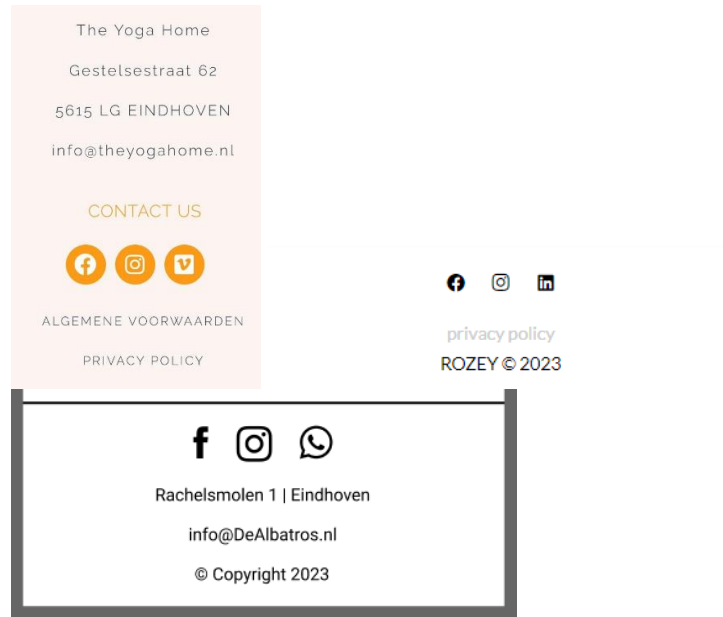 The Yoga Home
Gestelsestraat 62
5615 LG EINDHOVEN
info@theyogahome.nl
CONTACT US
ALGEMENE VOORWAARDEN
PRIVACY POLICY
privacy policy
ROZEY © 2023
Rachelsmolen 1 | Eindhoven
info@DeAlbatros.nl
© Copyright 2023